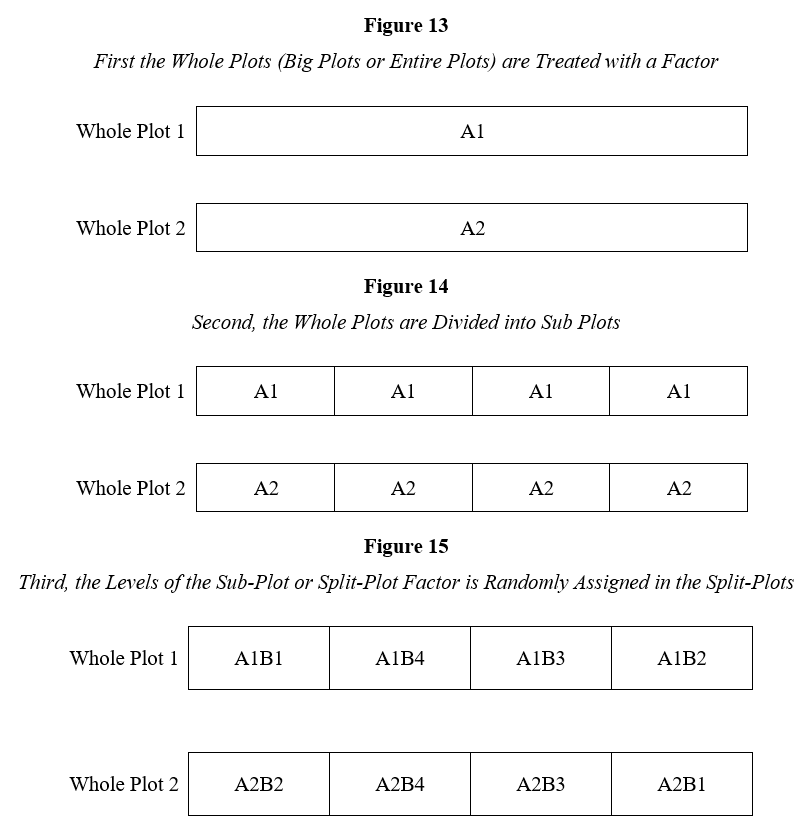 Figure 13
First the Whole Plots (Big Plots or Entire Plots) are Treated with a Factor
Whole Plot 1 A1
Whole Plot 2 A2
Figure 14
Second, the Whole Plots are Divided into Sub Plots
Whole Plot 1 A1 A1 A1 A1
Whole Plot 2 A2 A2 A2 A2
Figure 15
Third, the Levels of the Sub-Plot or Split-Plot Factor is Randomly Assigned in the Split-Plots
Whole Plot 1 A1B1 A1B4 A1B3 A1B2
Whole Plot 2 A2B2 A2B4 A2B3 A2B1